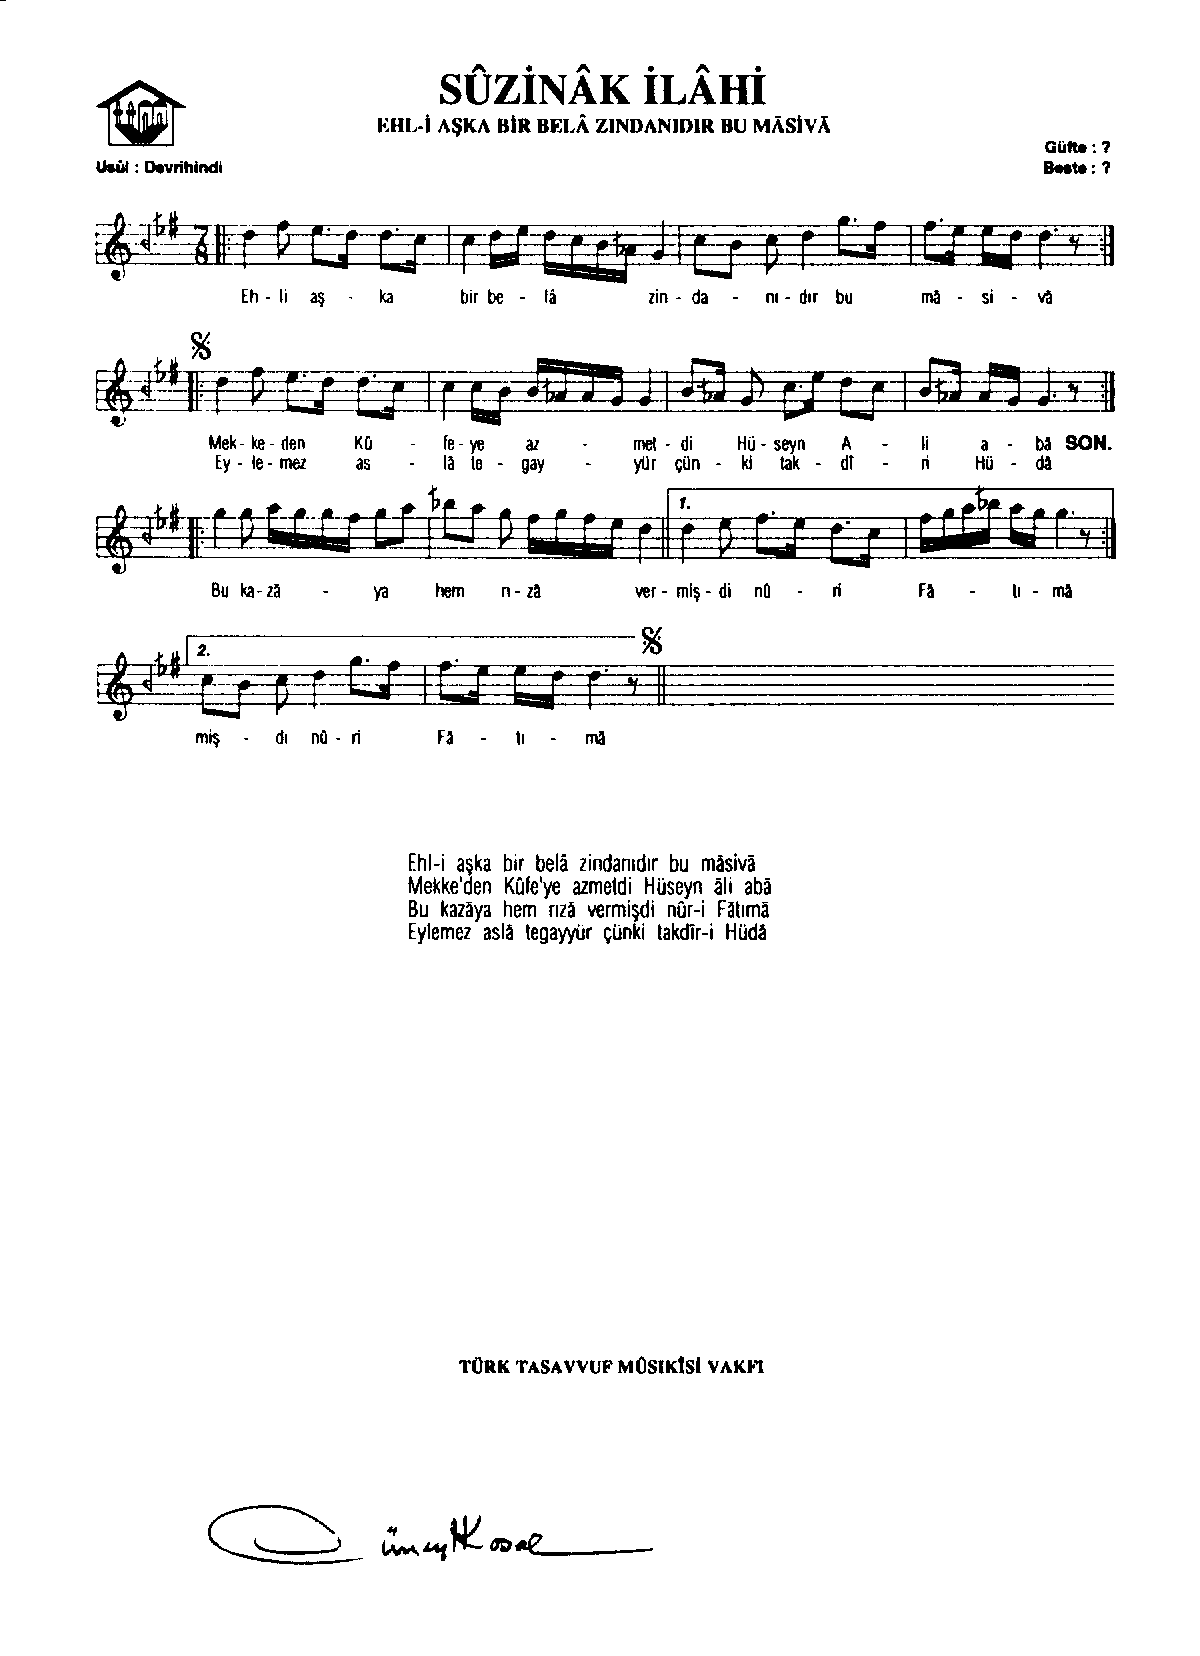 SÛZİNÂK İLÂHİ
EHL-İ AŞKA BİR BELÂ ZINDANIDIR BU MÂSİVÂ
Güfte : ?
Usûl : Devrihindi
Beste : ?
7
8
Eh - li aş - ka bir be - lâ zin - da - nı - dır bu mâ - si - vâ
Mek - ke - den Kû - fe - ye az - met - di Hü - seyn A - li a - bâ SON.
Ey - le - mez as - lâ te - gay - yür çün - ki tak - dî - ri Hü - dâ
1.
Bu ka - zâ - ya hem rı - zâ ver - miş - di nû - ri Fâ - tı - mâ
2.
miş - di nû - ri Fâ - tı - mâ
Ehl-i aşka bir belâ zindanıdır bu mâsivâ
Mekke'den Kûfe'ye azmetdi Hüseyn âli abâ
Bu kazâya hem rızâ vermişdi nûr-i Fâtımâ
Eylemez aslâ tegayyür çünki takdîr-i Hüdâ
TÜRK TASAVVUF MÛSIKÎSİ VAKFI
Cüneyt Kosal